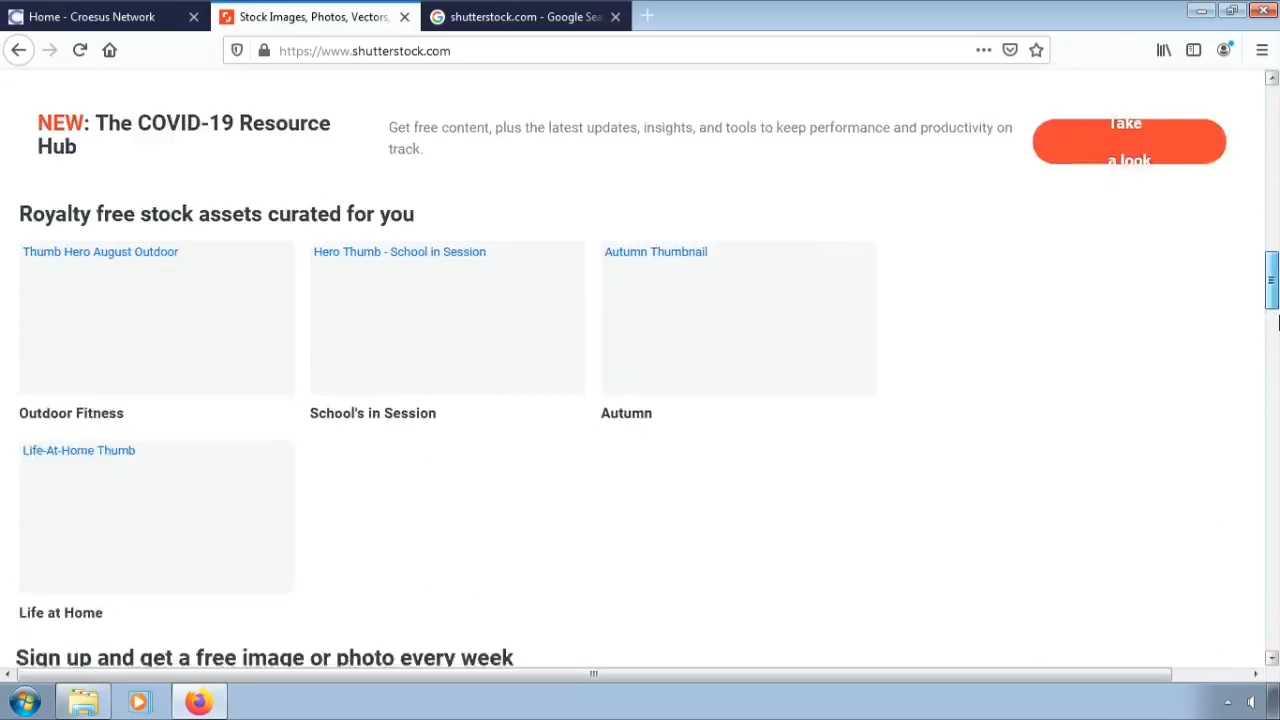 Home - Croesus Network
Stock Images, Photos, Vectors,
shutterstock.com - Google Sea
https://www.shutterstock.com
NEW: The COVID-19 Resource
Hub
Get free content, plus the latest updates, insights, and tools to keep performance and productivity on
track.
Take
a look
Royalty free stock assets curated for you
Thumb Hero August Outdoor
Hero Thumb - School in Session
Autumn Thumbnail
Outdoor Fitness
School's in Session
Autumn
Life-At-Home Thumb
Life at Home
Sign up and get a free image or photo every week